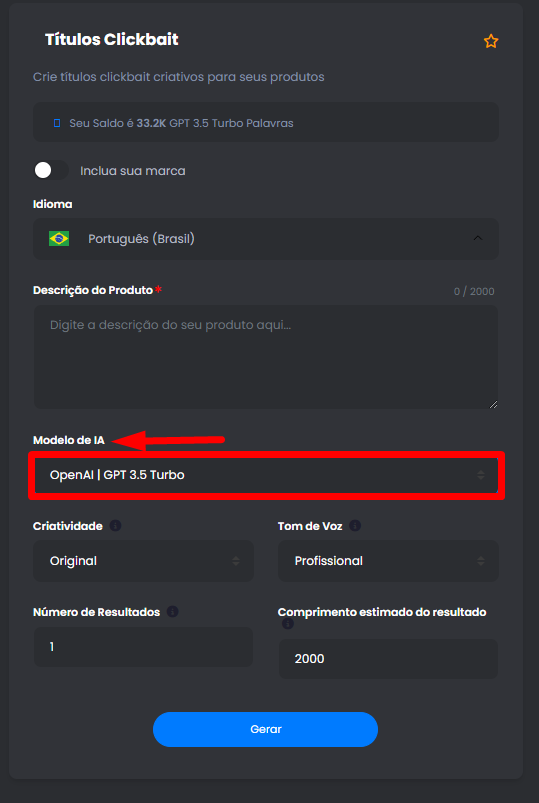 Títulos Clickbait
Crie títulos clickbait criativos para seus produtos
Seu Saldo é 33.2K GPT 3.5 Turbo Palavras
Inclua sua marca
Idioma
Português (Brasil)
Descrição do Produto *
0 / 2000
Digite a descrição do seu produto aqui...
Modelo de IA
OpenAI | GPT 3.5 Turbo
Criatividade
Tom de Voz
Original
Profissional
Número de Resultados
Comprimento estimado do resultado
1
2000
Gerar